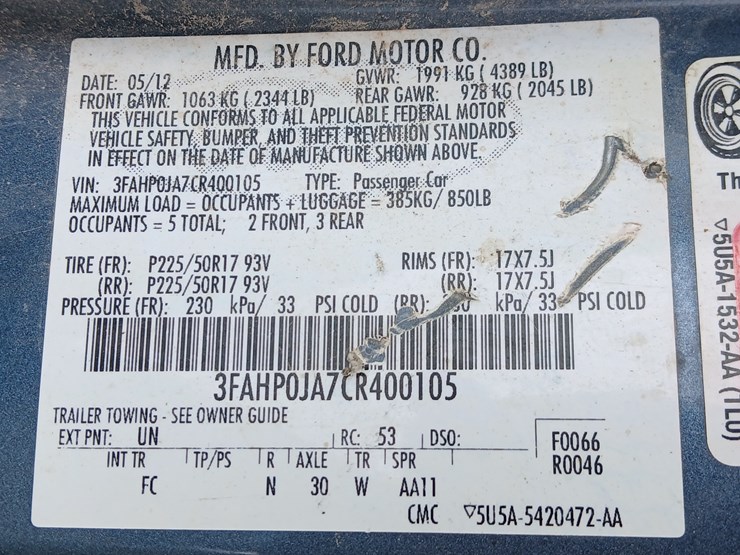 MFD. BY FORD MOTOR CO.
DATE: 05/12 GVWR: 1991 KG ( 4389 LB)
FRONT GAWR: 1063 KG ( 2344 LB) REAR GAWR: 928 KG ( 2045 LB)
THIS VEHICLE CONFORMS TO ALL APPLICABLE FEDERAL MOTOR
VEHICLE SAFETY, BUMPER, AND THEFT PREVENTION STANDARDS
IN EFFECT ON THE DATE OF MANUFACTURE SHOWN ABOVE.
VIN: 3FAHP0JA7CR400105 TYPE: Passenger Car
MAXIMUM LOAD = OCCUPANTS + LUGGAGE = 385KG/ 850LB
OCCUPANTS = 5 TOTAL; 2 FRONT, 3 REAR
TIRE (FR): P225/50R17 93V RIMS (FR): 17X7.5J
(RR): P225/50R17 93V (RR): 17X7.5J
PRESSURE (FR): 230 kPa/ 33 PSI COLD (RR): kPa/ 33 PSI COLD
3FAHP0JA7CR400105
TRAILER TOWING - SEE OWNER GUIDE
EXT PNT: UN RC: 53 DSO: F0066
INT TR TP/PS R AXLE TR SPR R0046
FC N 30 W AA11
CMC ▽5U5A-5420472-AA
Th
▽5U5A-1532-AA (TLO)